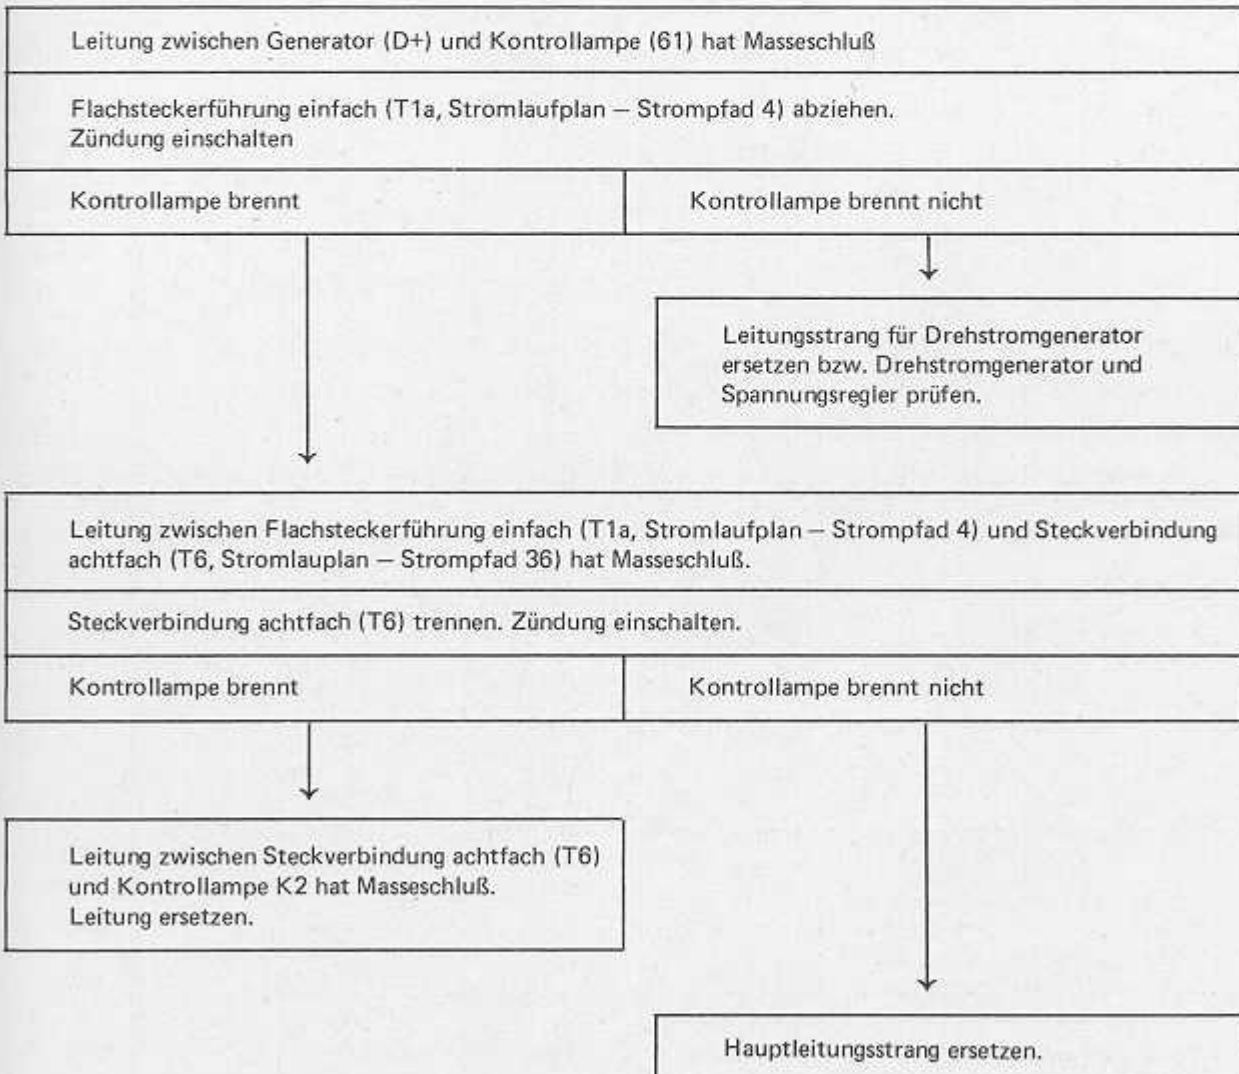 Leitung zwischen Generator (D+) und Kontrollampe (61) hat Masseschluß
Flachsteckerführung einfach (T1a, Stromlaufplan — Strompfad 4) abziehen.
Zündung einschalten
Kontrollampe brennt
Kontrollampe brennt nicht
Leitungsstrang für Drehstromgenerator
ersetzen bzw. Drehstromgenerator und
Spannungsregler prüfen.
Leitung zwischen Flachsteckerführung einfach (T1a, Stromlaufplan — Strompfad 4) und Steckverbindung
achtfach (T6, Stromlauplan — Strompfad 36) hat Masseschluß.
Steckverbindung achtfach (T6) trennen. Zündung einschalten.
Kontrollampe brennt
Kontrollampe brennt nicht
Leitung zwischen Steckverbindung achtfach (T6)
und Kontrollampe K2 hat Masseschluß.
Leitung ersetzen.
Hauptleitungsstrang ersetzen.